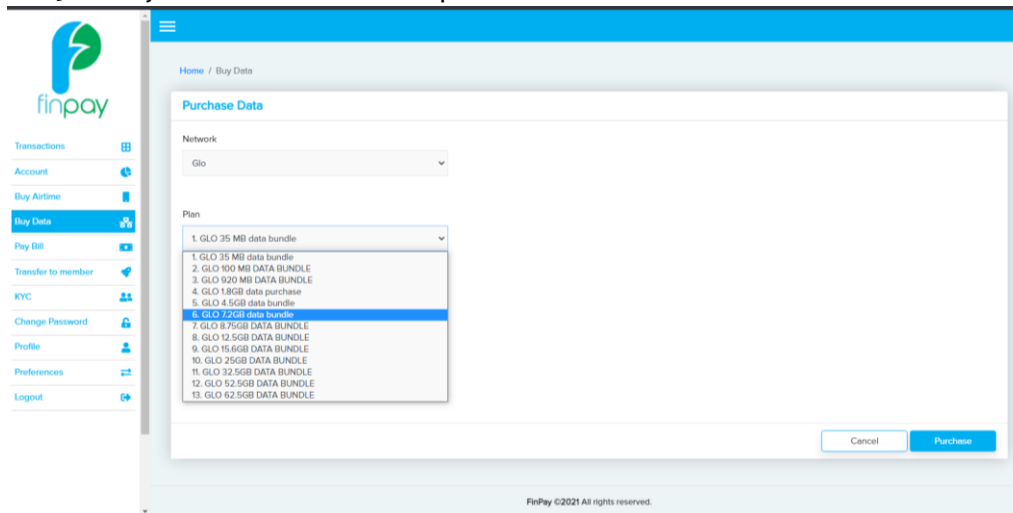 finpay
Transactions
Account
Buy Airtime
Buy Data
Pay Bill
Transfer to member
KYC
Change Password
Profile
Preferences
Logout
Home / Buy Data
Purchase Data
Network
Glo
Plan
1. GLO 35 MB data bundle
1. GLO 35 MB data bundle
2. GLO 100 MB DATA BUNDLE
3. GLO 920 MB DATA BUNDLE
4. GLO 1.8GB data purchase
5. GLO 4.5GB data bundle
6. GLO 7.2GB data bundle
7. GLO 8.75GB DATA BUNDLE
8. GLO 12.5GB DATA BUNDLE
9. GLO 15.6GB DATA BUNDLE
10. GLO 25GB DATA BUNDLE
11. GLO 32.5GB DATA BUNDLE
12. GLO 52.5GB DATA BUNDLE
13. GLO 62.5GB DATA BUNDLE
Cancel
Purchase
FinPay ©2021 All rights reserved.